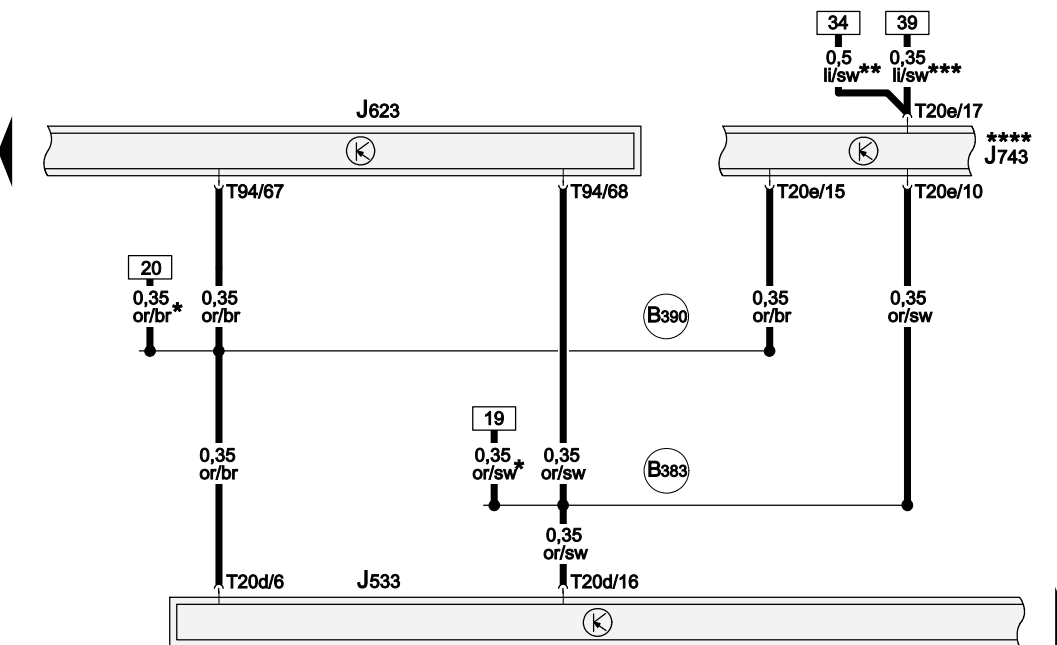 34 39
0,5 0,35
li/sw** li/sw***
J623
T20e/17
****
J743
T94/67 T94/68 T20e/15 T20e/10
20
0,35 0,35 0,35 0,35
or/br* or/br B390 or/br or/sw
19
0,35 0,35 0,35
or/br or/sw* or/sw B383
0,35
or/sw
T20d/6 J533 T20d/16